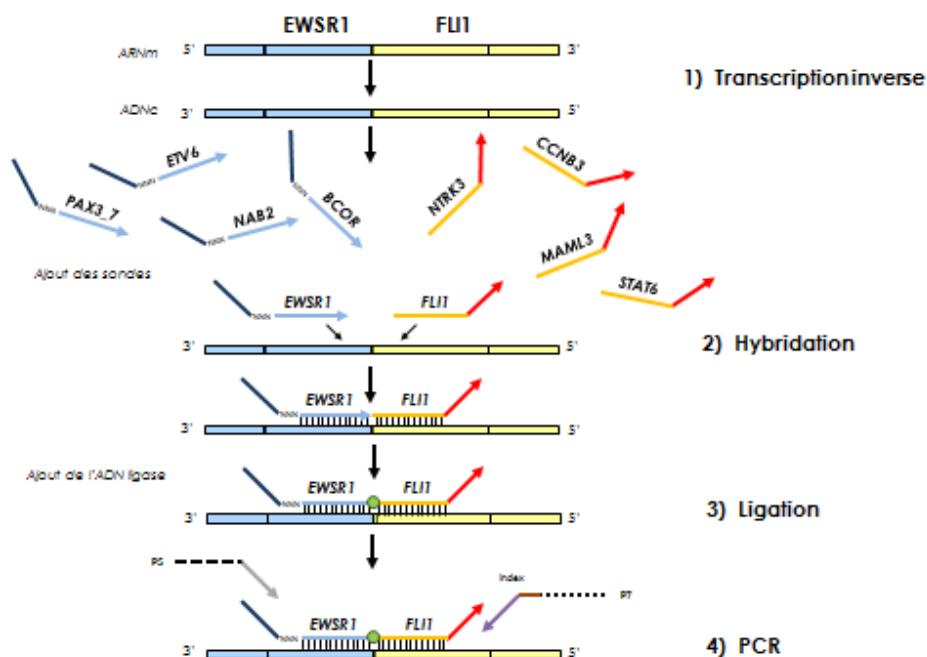 EWSR1 FLI1
ARNm 5' 3'
1) Transcription inverse
ADNc 3' 5'
ETV6
CCNB3
PAX3_7
NNN
NAB2
BCOR
NTRK3
MAML3
Ajout des sondes
STAT6
EWSR1 FLI1
3' 5'
2) Hybridation
EWSR1 FLI1
3' 5'
Ajout de l'ADN ligase
EWSR1 FLI1
3' 5'
3) Ligation
PS
Index
P7
EWSR1 FLI1
3' 5'
4) PCR